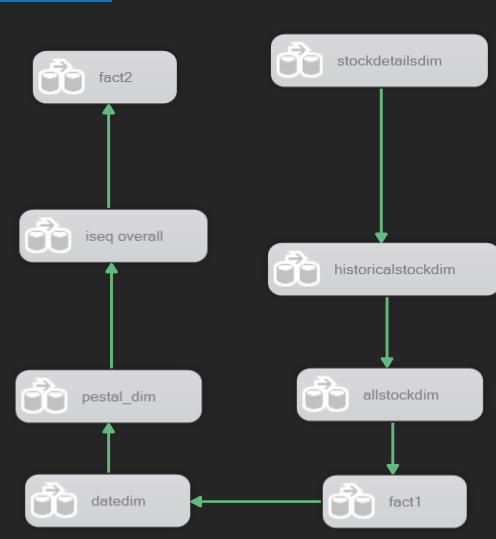 fact2
stockdetailsdim
iseq overall
historicalstockdim
pestal_dim
allstockdim
datedim
fact1